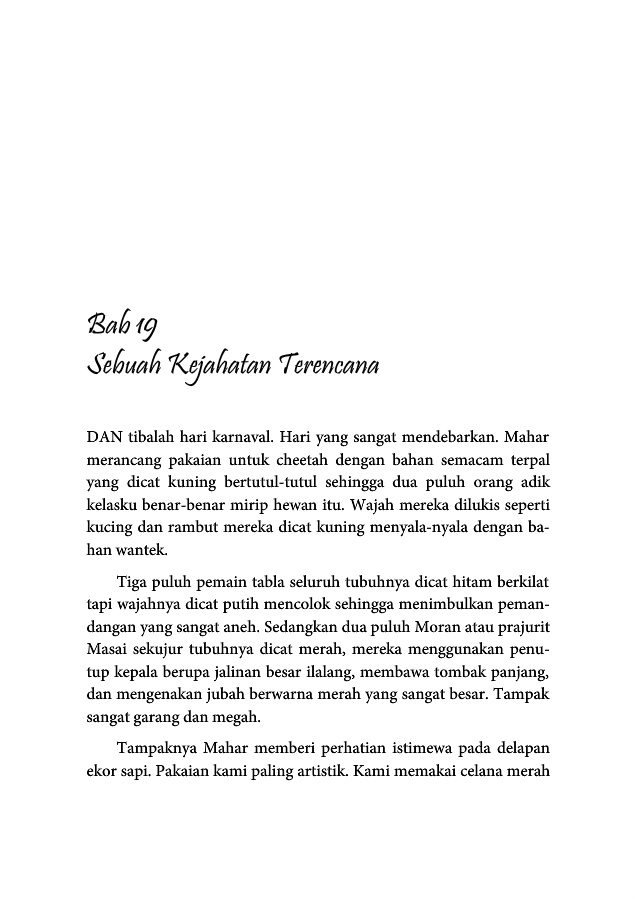 Bab 19
Sebuah Kejahatan Terencana
DAN tibalah hari karnaval. Hari yang sangat mendebarkan. Mahar
merancang pakaian untuk cheetah dengan bahan semacam terpal
yang dicat kuning bertutul-tutul sehingga dua puluh orang adik
kelasku benar-benar mirip hewan itu. Wajah mereka dilukis seperti
kucing dan rambut mereka dicat kuning menyala-nyala dengan ba-
han wantek.
Tiga puluh pemain tabla seluruh tubuhnya dicat hitam berkilat
tapi wajahnya dicat putih mencolok sehingga menimbulkan peman-
dangan yang sangat aneh. Sedangkan dua puluh Moran atau prajurit
Masai sekujur tubuhnya dicat merah, mereka menggunakan penu-
tup kepala berupa jalinan besar ilalang, membawa tombak panjang,
dan mengenakan jubah berwarna merah yang sangat besar. Tampak
sangat garang dan megah.
Tampaknya Mahar memberi perhatian istimewa pada delapan
ekor sapi. Pakaian kami paling artistik. Kami memakai celana merah